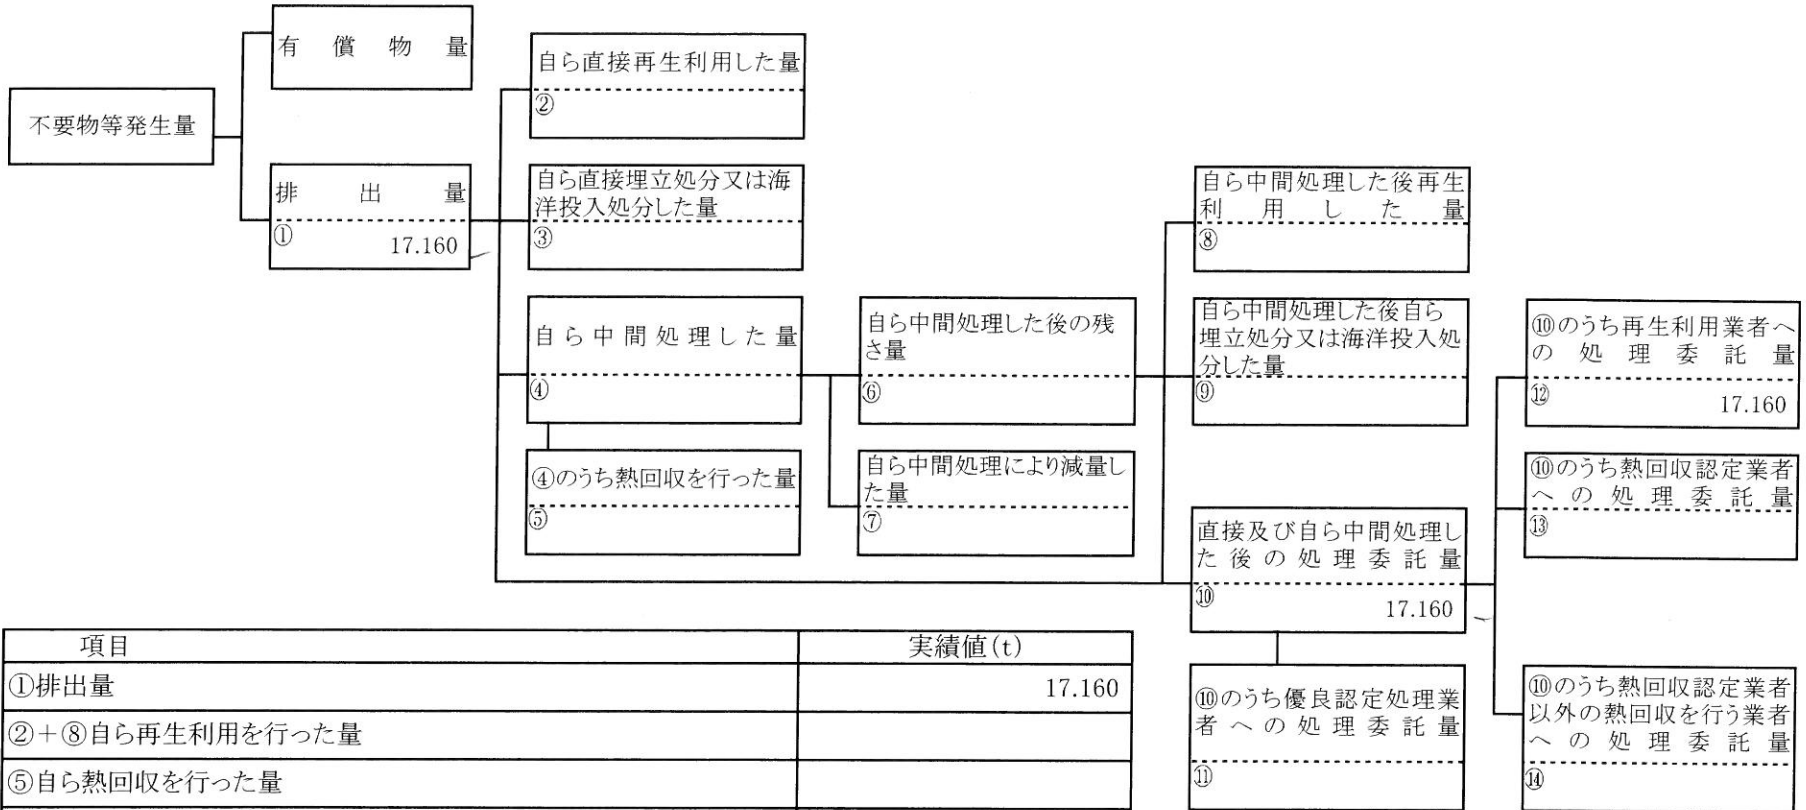 有償物量
不要物等発生量
排出量
①
17.160
自ら直接再生利用した量
②
自ら直接埋立処分又は海
洋投入処分した量
③
自ら中間処理した量
④
④のうち熱回収を行った量
⑤
自ら中間処理した後の残
さ量
⑥
自ら中間処理により減量し
た量
⑦
自ら中間処理した後再生
利用した量
⑧
自ら中間処理した後自ら
埋立処分又は海洋投入処
分した量
⑨
直接及び自ら中間処理し
た後の処理委託量
⑩
17.160
⑩のうち優良認定処理業
者への処理委託量
⑪
⑩のうち再生利用業者へ
の処理委託量
⑫
17.160
⑩のうち熱回収認定業者
への処理委託量
⑬
⑩のうち熱回収認定業者
以外の熱回収を行う業者
への処理委託量
⑭
項目 実績値(t)
①排出量 17.160
②+⑧自ら再生利用を行った量
⑤自ら熱回収を行った量